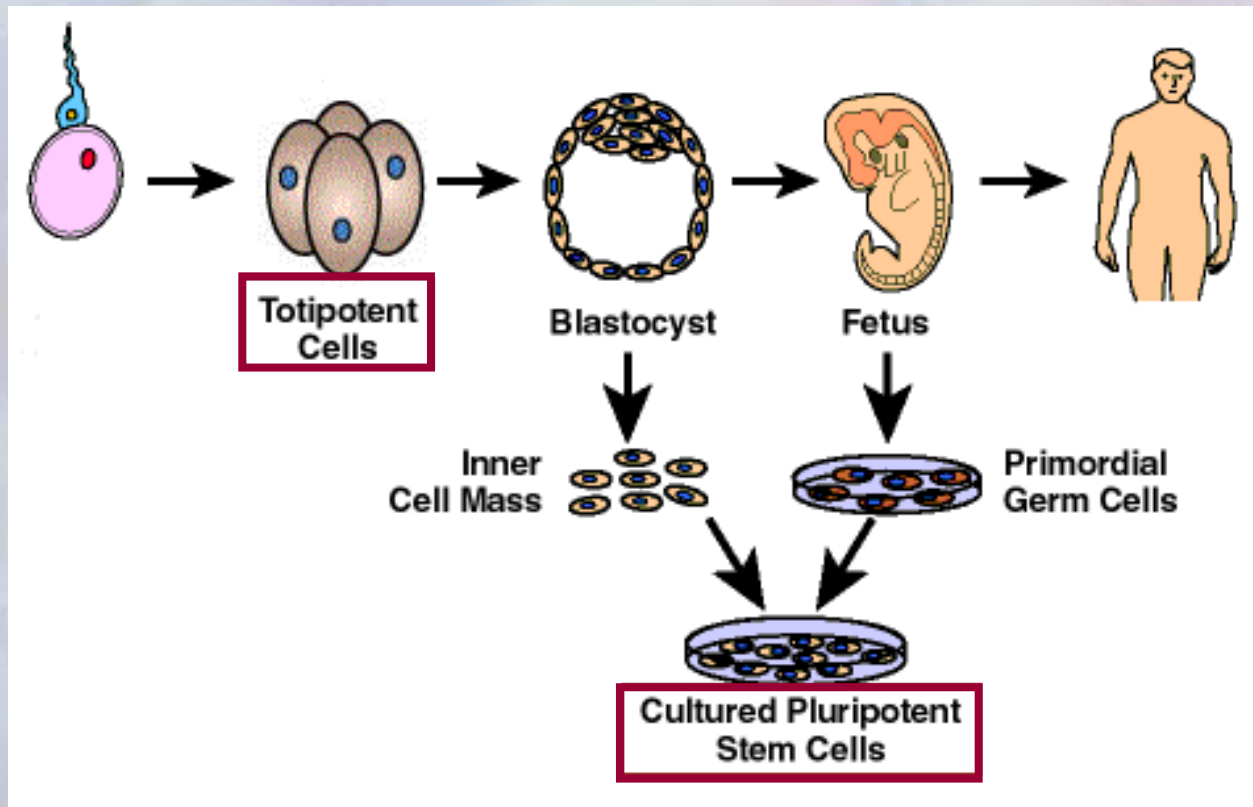 Totipotent
Cells
Blastocyst
Fetus
Inner
Cell Mass
Primordial
Germ Cells
Cultured Pluripotent
Stem Cells